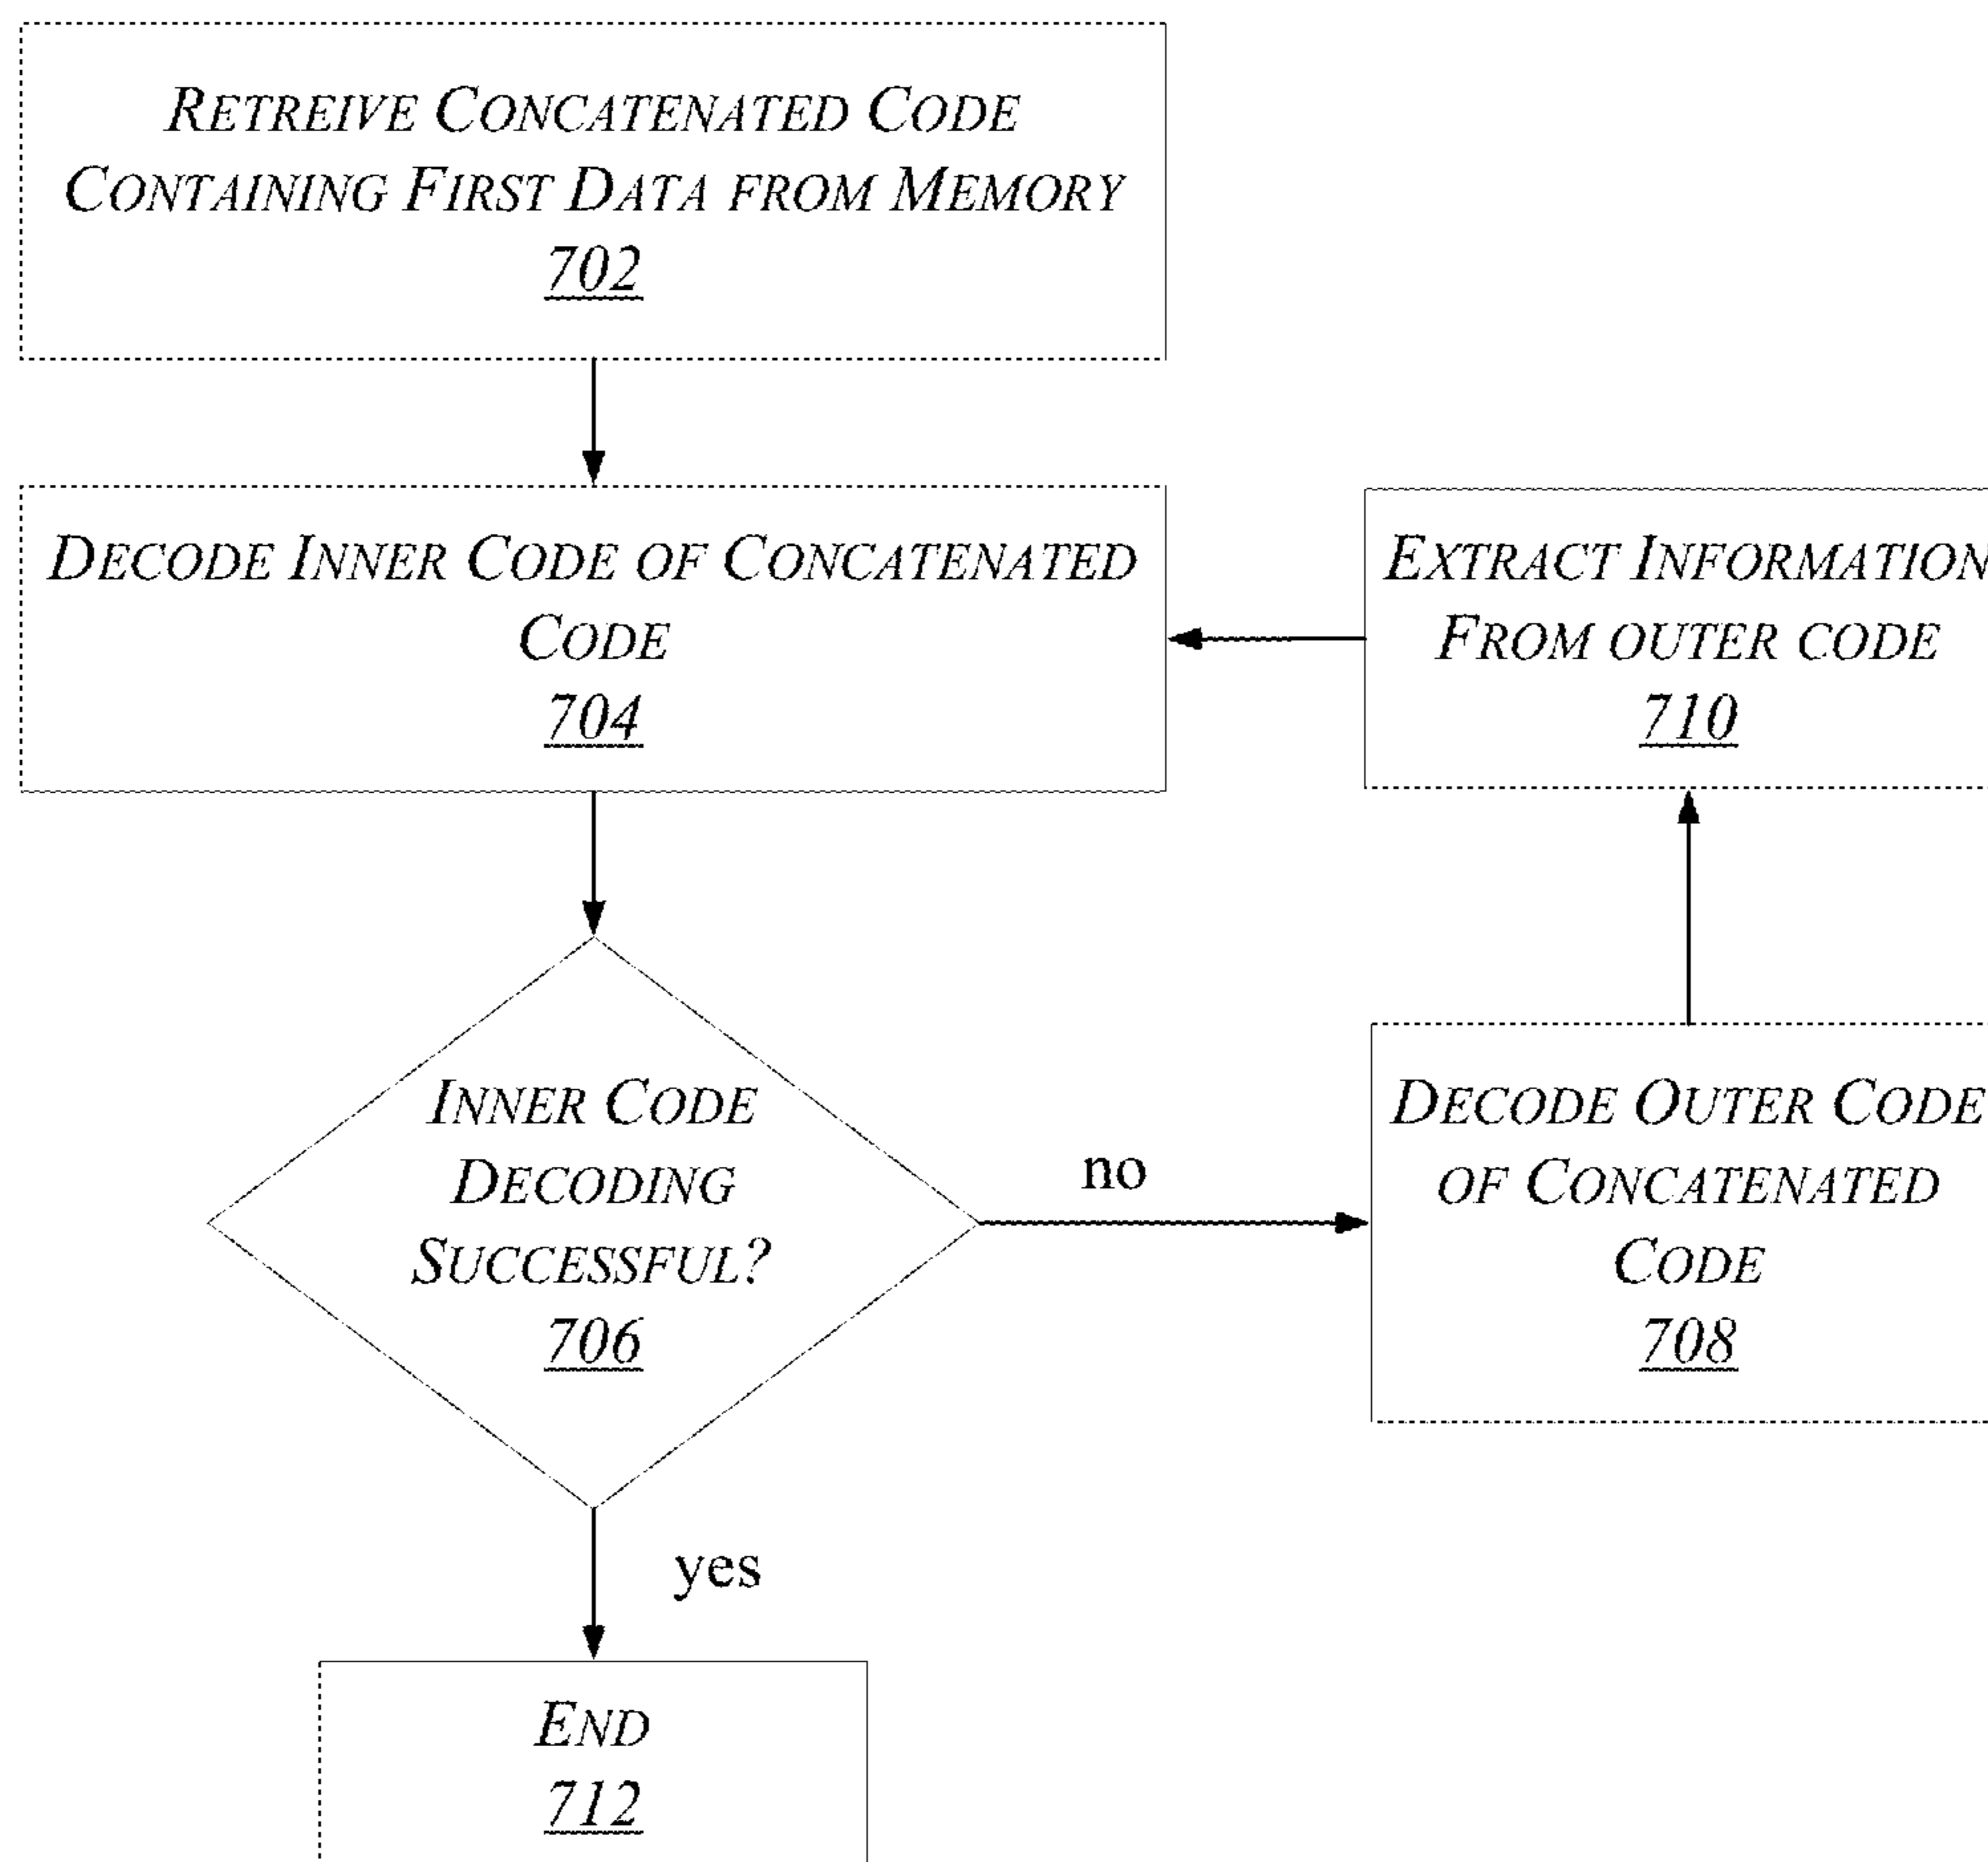 RETREIVE CONCATENATED CODE
CONTAINING FIRST DATA FROM MEMORY
702
DECODE INNER CODE OF CONCATENATED
CODE
704
EXTRACT INFORMATION
FROM OUTER CODE
710
INNER CODE
DECODING
SUCCESSFUL?
706
no
DECODE OUTER CODE
OF CONCATENATED
CODE
708
yes
END
712